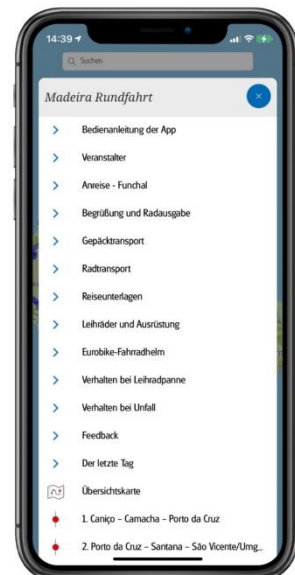 14:39
Suchen
Madeira Rundfahrt
Bedienanleitung der App
Veranstalter
Anreise - Funchal
Begrüßung und Radausgabe
Gepäcktransport
Radtransport
Reiseunterlagen
Leihräder und Ausrüstung
Eurobike-Fahrradhelm
Verhalten bei Leihradpanne
Verhalten bei Unfall
Feedback
Der letzte Tag
Übersichtskarte
1. Caniço – Camacha – Porto da Cruz
2. Porto da Cruz – Santana – São Vicente/Umg...